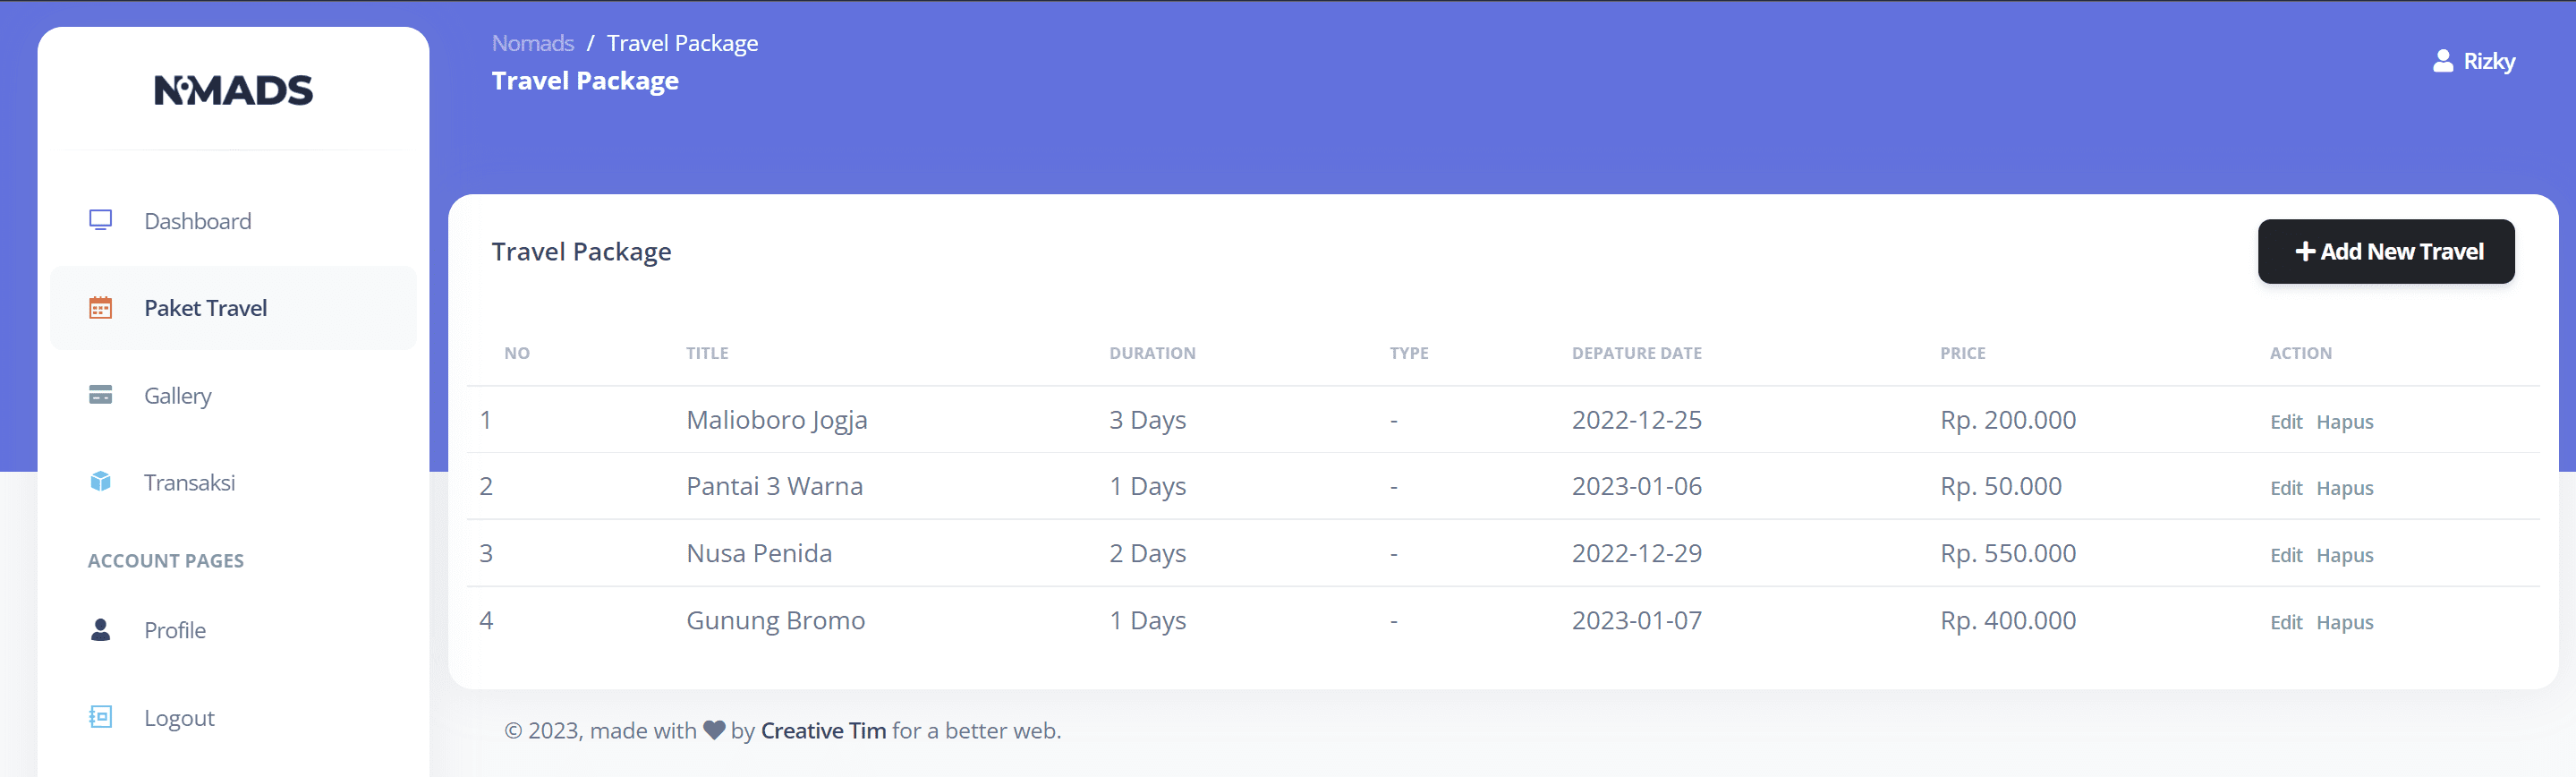 NOMADS
Dashboard
Paket Travel
Gallery
Transaksi
ACCOUNT PAGES
Profile
Logout
Nomads / Travel Package
Travel Package
Rizky
Travel Package
Add New Travel
NO TITLE DURATION TYPE DEPATURE DATE PRICE ACTION
1 Malioboro Jogja 3 Days - 2022-12-25 Rp. 200.000 Edit Hapus
2 Pantai 3 Warna 1 Days - 2023-01-06 Rp. 50.000 Edit Hapus
3 Nusa Penida 2 Days - 2022-12-29 Rp. 550.000 Edit Hapus
4 Gunung Bromo 1 Days - 2023-01-07 Rp. 400.000 Edit Hapus
© 2023, made with ♥ by Creative Tim for a better web.